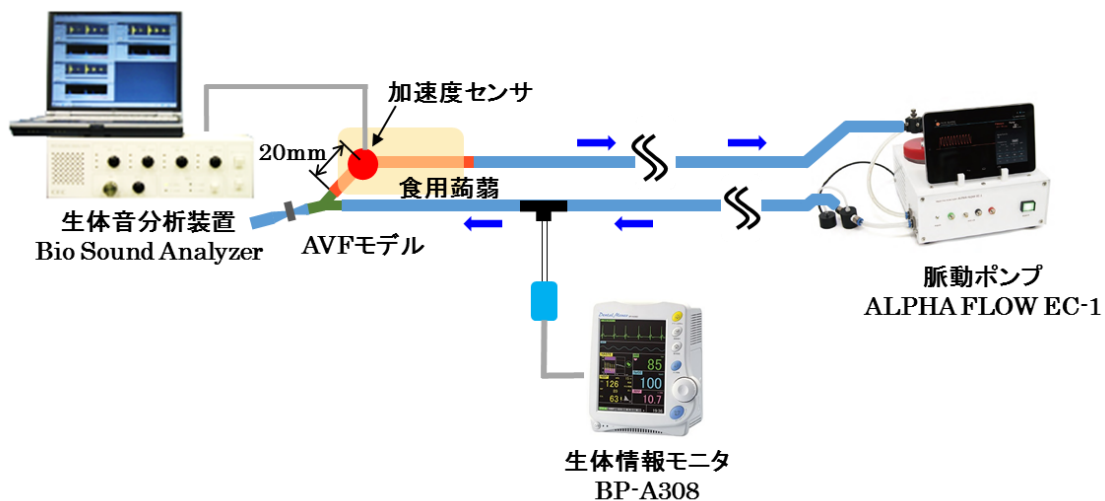 加速度センサ
20mm
食用蒟蒻
生体音分析装置
Bio Sound Analyzer
AVFモデル
脈動ポンプ
ALPHA FLOW EC-1
85
100
126
63
10.7
生体情報モニタ
BP-A308